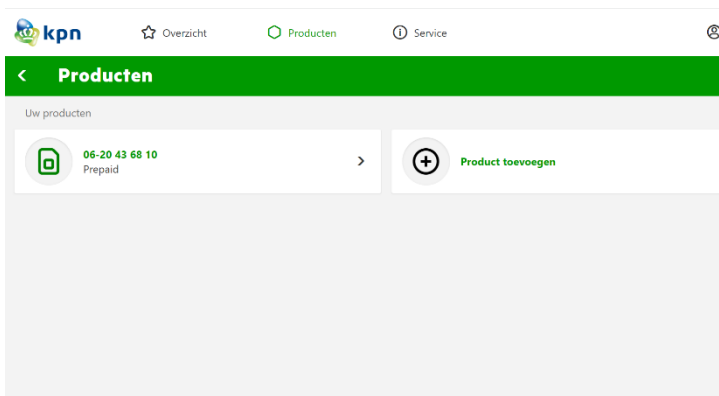 kpn
Overzicht
Producten
Service
Producten
Uw producten
06-20 43 68 10
Prepaid
Product toevoegen